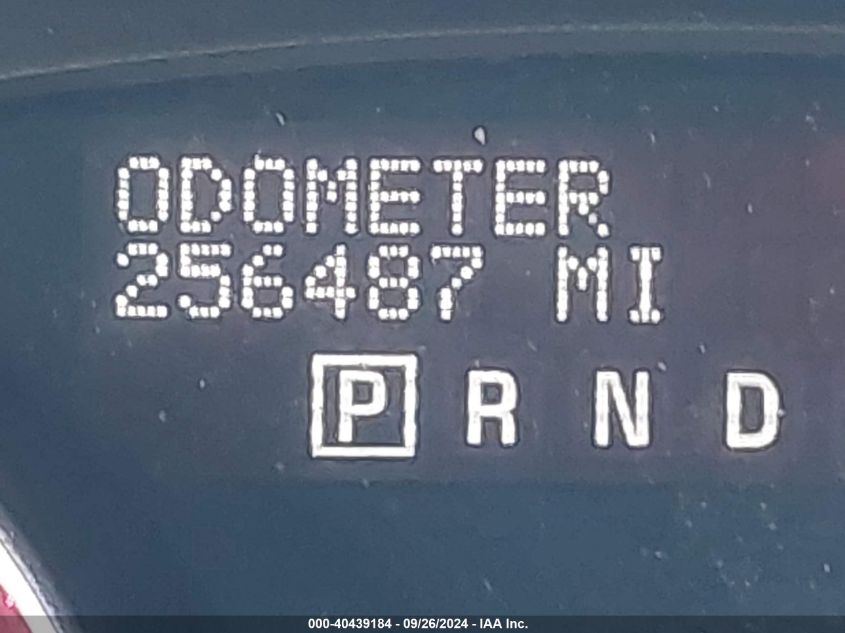 ODOMETER
256487 MI
P R N D
000-40439184 - 09/26/2024 - IAA Inc.